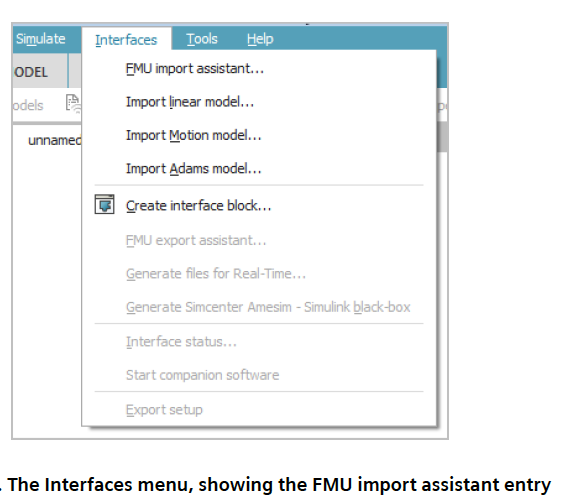 Simulate Interfaces Tools Help
ODEL
FMU import assistant...
odels
Import linear model...
unnamed
Import Motion model...
Import Adams model...
Create interface block...
FMU export assistant...
Generate files for Real-Time...
Generate Simcenter Amesim - Simulink black-box
Interface status...
Start companion software
Export setup
. The Interfaces menu, showing the FMU import assistant entry